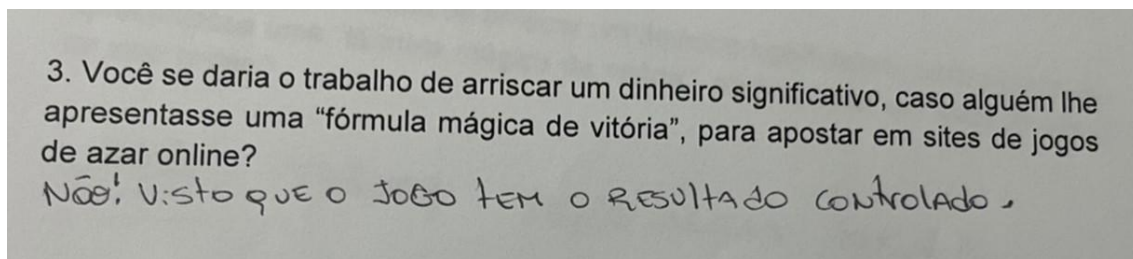 3. Você se daria o trabalho de arriscar um dinheiro significativo, caso alguém lhe
apresentasse uma “fórmula mágica de vitória”, para apostar em sites de jogos
de azar online?
Não! Visto que o jogo tem o resultado controlado.